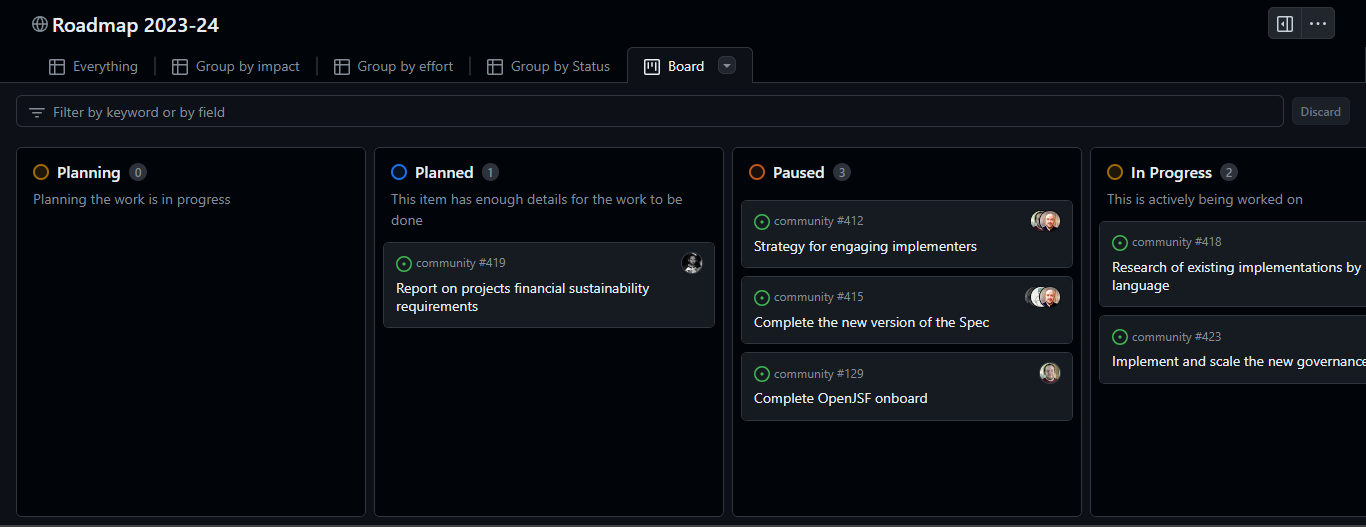 Roadmap 2023-24
Everything
Group by impact
Group by effort
Group by Status
Board
Filter by keyword or by field
Discard
Planning 0
Planning the work is in progress
Planned 1
This item has enough details for the work to be
done
community #419
Report on projects financial sustainability
requirements
Paused 3
community #412
Strategy for engaging implementers
community #415
Complete the new version of the Spec
community #129
Complete OpenJSF onboard
In Progress 2
This is actively being worked on
community #418
Research of existing implementations by
language
community #423
Implement and scale the new governance